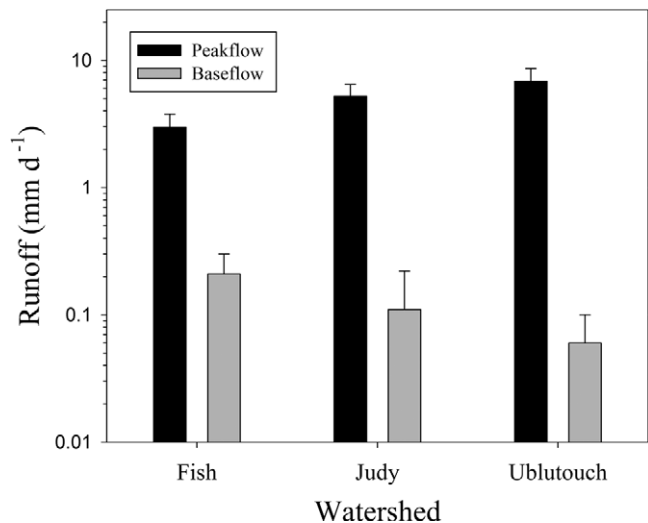 Peakflow
Baseflow
10
1
0.1
0.01
Runoff (mm d⁻¹)
Fish Judy Ublutouch
Watershed